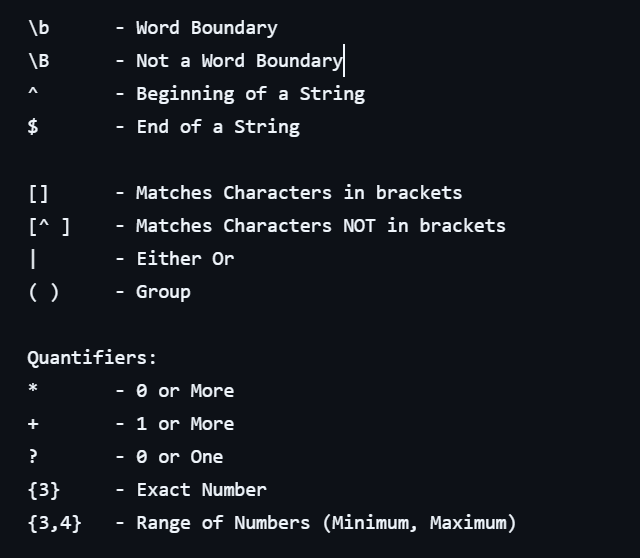 \b      - Word Boundary
\B      - Not a Word Boundary
^       - Beginning of a String
$       - End of a String
[]      - Matches Characters in brackets
[^ ]    - Matches Characters NOT in brackets
|       - Either Or
( )     - Group
Quantifiers:
*       - 0 or More
+       - 1 or More
?       - 0 or One
{3}     - Exact Number
{3,4}   - Range of Numbers (Minimum, Maximum)